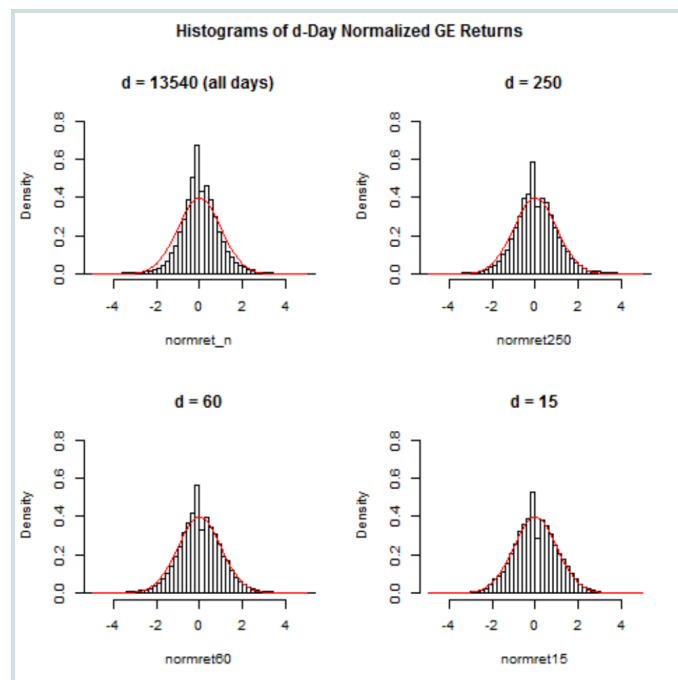 Histograms of d-Day Normalized GE Returns
d = 13540 (all days)
Density
0.0 0.2 0.4 0.6 0.8
-4 -2 0 2 4
normret_n
d = 250
Density
0.0 0.2 0.4 0.6 0.8
-4 -2 0 2 4
normret250
d = 60
Density
0.0 0.2 0.4 0.6 0.8
-4 -2 0 2 4
normret60
d = 15
Density
0.0 0.2 0.4 0.6 0.8
-4 -2 0 2 4
normret15